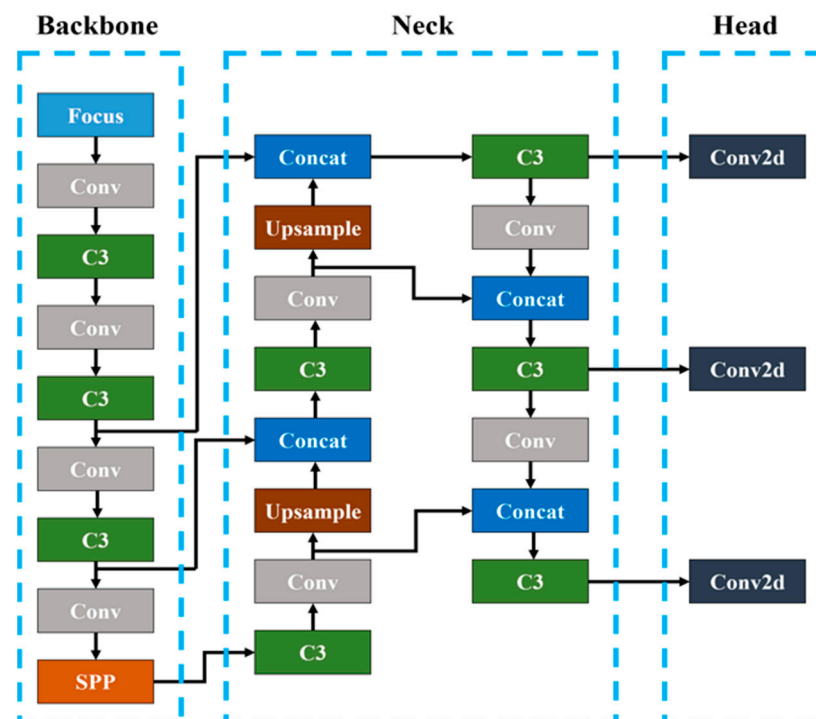 Backbone
Neck
Head
Focus
Conv
C3
Conv
C3
Conv
C3
Conv
SPP
Concat
Upsample
Conv
C3
Concat
Upsample
Conv
C3
C3
Conv
Concat
C3
Conv
Concat
C3
Conv2d
Conv2d
Conv2d